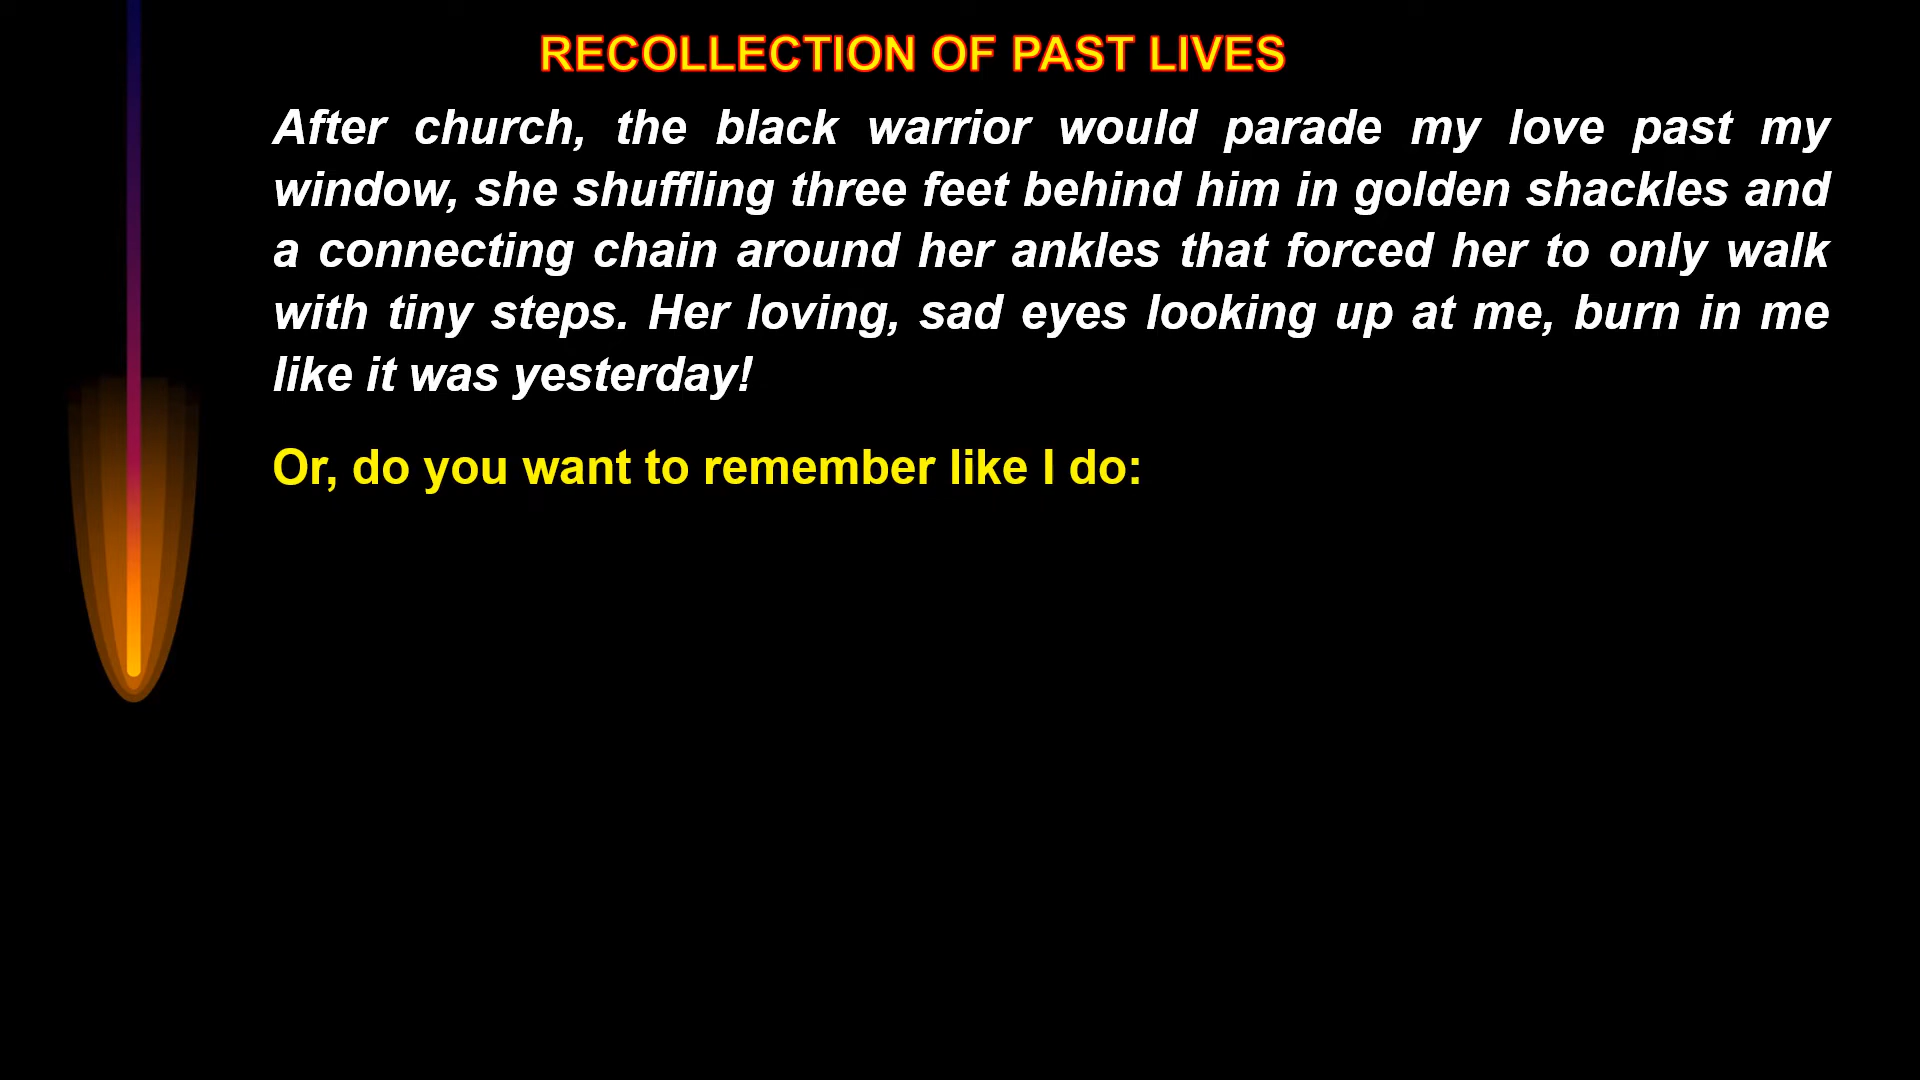 RECOLLECTION OF PAST LIVES
After church, the black warrior would parade my love past my
window, she shuffling three feet behind him in golden shackles and
a connecting chain around her ankles that forced her to only walk
with tiny steps. Her loving, sad eyes looking up at me, burn in me
like it was yesterday!
Or, do you want to remember like I do: